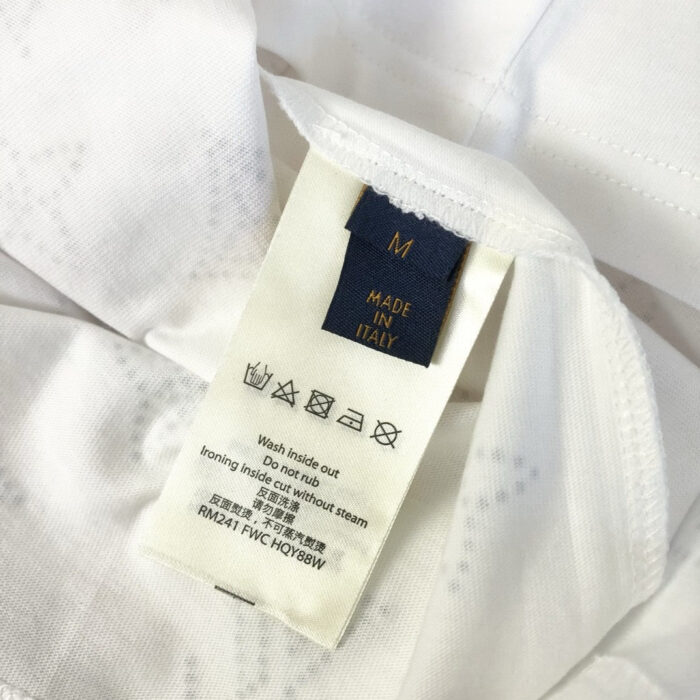 M
MADE
IN
ITALY
Wash inside out
Do not rub
Ironing inside cut without steam
反面洗涤
请勿摩擦
反面熨烫，不可蒸汽熨烫
RM241 FWC HQY88W